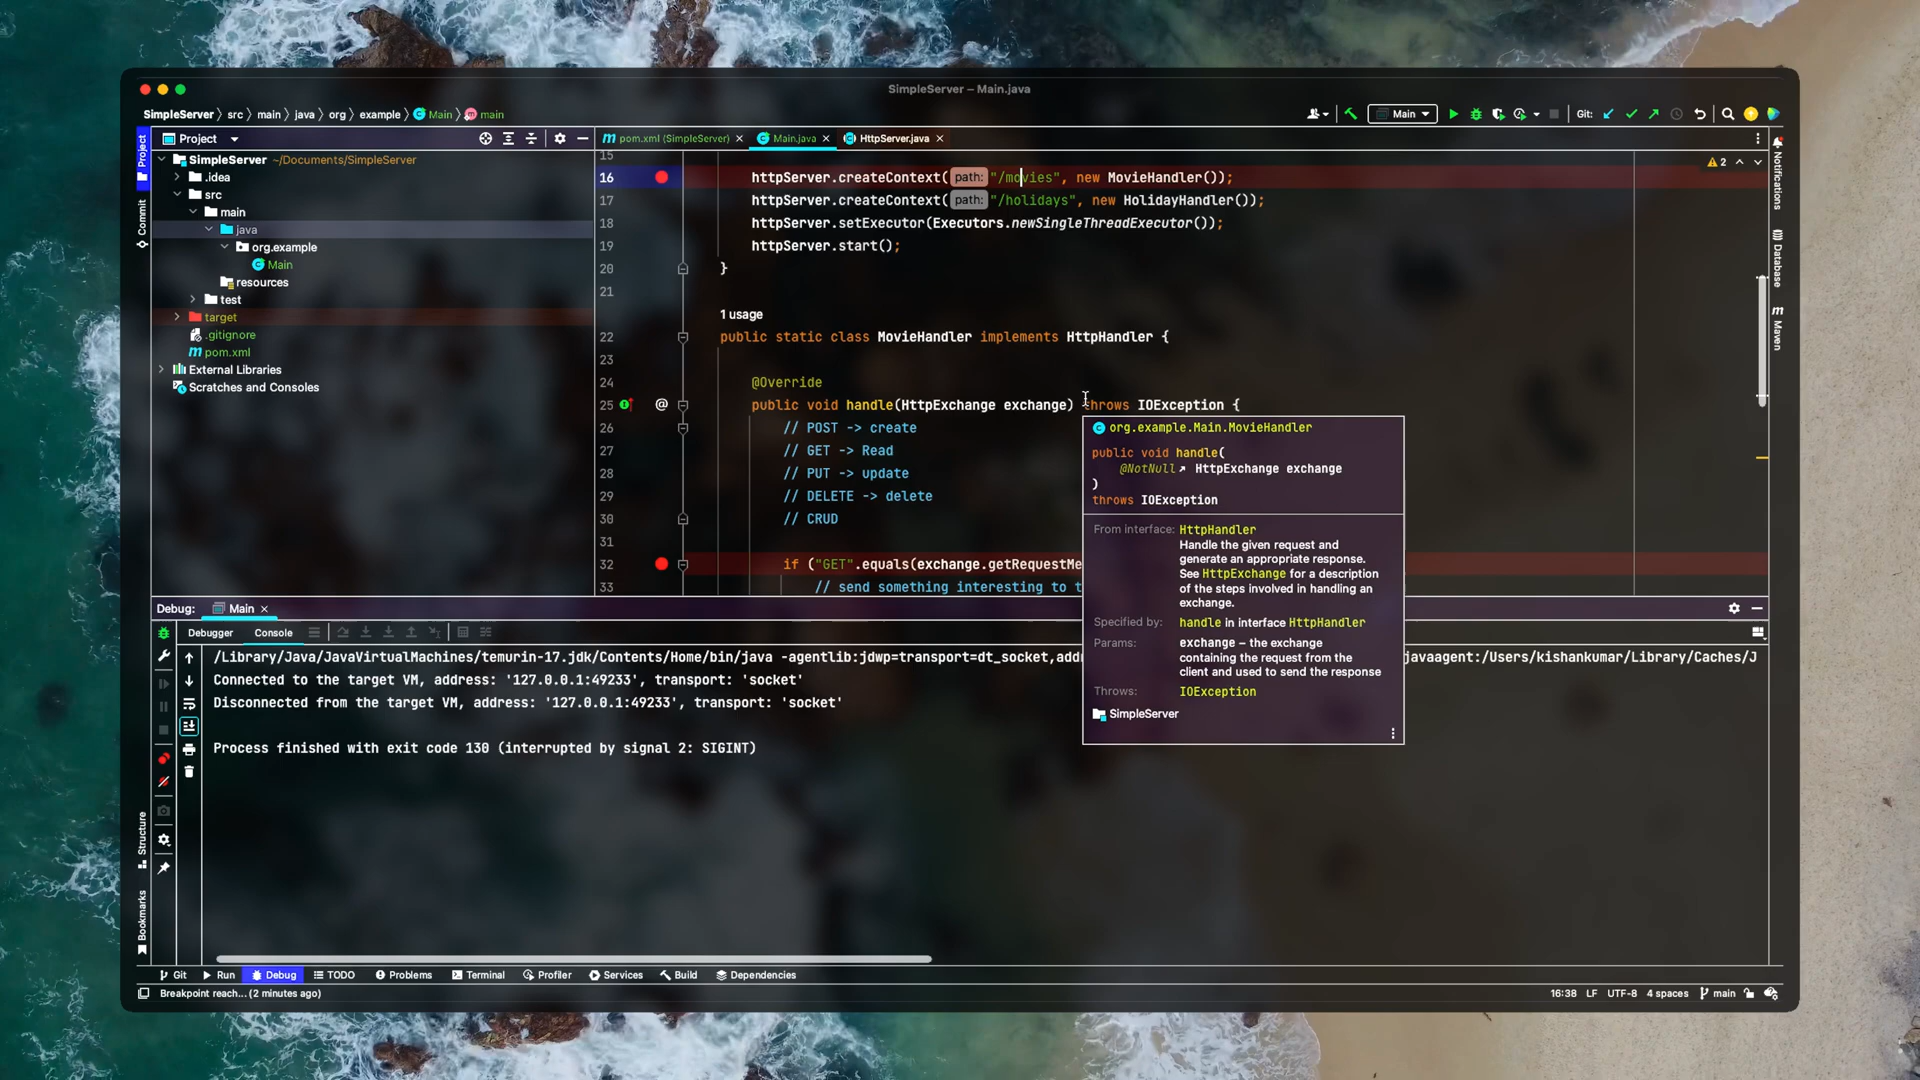 SimpleServer – Main.java
SimpleServer src main java org example Main main
Main Git:
Project
pom.xml (SimpleServer) Main.java HttpServer.java
SimpleServer ~/Documents/SimpleServer
.idea
src
main
java
org.example
Main
resources
test
target
.gitignore
pom.xml
External Libraries
Scratches and Consoles
Project
Commit
Structure
Bookmarks
Notifications
Database
Maven
2
15
16 httpServer.createContext( path: "/movies", new MovieHandler());
17 httpServer.createContext( path: "/holidays", new HolidayHandler());
18 httpServer.setExecutor(Executors.newSingleThreadExecutor());
19 httpServer.start();
20 }
21
1 usage
22 public static class MovieHandler implements HttpHandler {
23
24 @Override
25 @ public void handle(HttpExchange exchange) throws IOException {
26 // POST -> create
27 // GET -> Read
28 // PUT -> update
29 // DELETE -> delete
30 // CRUD
31
32 if ("GET".equals(exchange.getRequestMe
33 // send something interesting to t
org.example.Main.MovieHandler
public void handle(
@NotNull HttpExchange exchange
)
throws IOException
From interface: HttpHandler
Handle the given request and
generate an appropriate response.
See HttpExchange for a description
of the steps involved in handling an
exchange.
Specified by: handle in interface HttpHandler
Params: exchange – the exchange
containing the request from the
client and used to send the response
Throws: IOException
SimpleServer
Debug: Main
Debugger Console
/Library/Java/JavaVirtualMachines/temurin-17.jdk/Contents/Home/bin/java -agentlib:jdwp=transport=dt_socket,add javaagent:/Users/kishankumar/Library/Caches/J
Connected to the target VM, address: '127.0.0.1:49233', transport: 'socket'
Disconnected from the target VM, address: '127.0.0.1:49233', transport: 'socket'
Process finished with exit code 130 (interrupted by signal 2: SIGINT)
Git Run Debug TODO Problems Terminal Profiler Services Build Dependencies
Breakpoint reach... (2 minutes ago) 16:38 LF UTF-8 4 spaces main